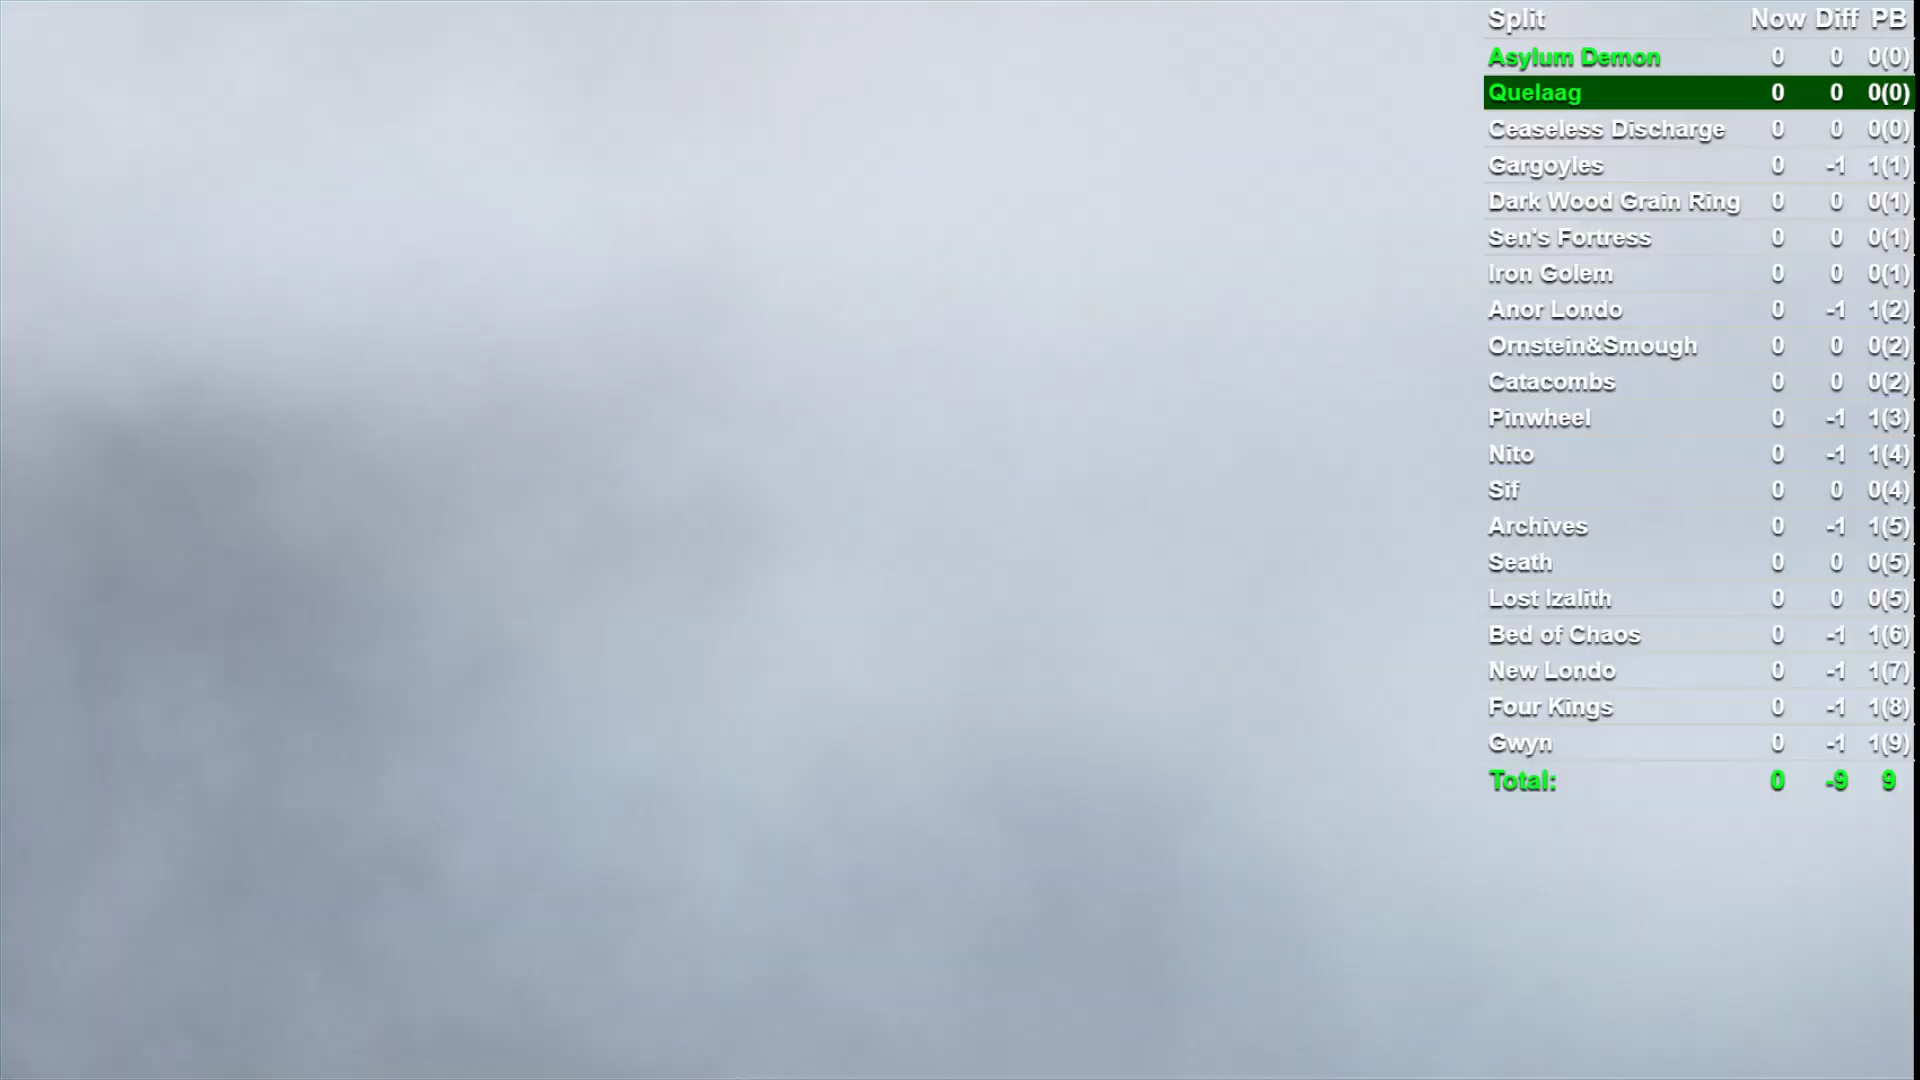 Split Now Diff PB
Asylum Demon 0 0 0(0)
Quelaag 0 0 0(0)
Ceaseless Discharge 0 0 0(0)
Gargoyles 0 -1 1(1)
Dark Wood Grain Ring 0 0 0(1)
Sen's Fortress 0 0 0(1)
Iron Golem 0 0 0(1)
Anor Londo 0 -1 1(2)
Ornstein&Smough 0 0 0(2)
Catacombs 0 0 0(2)
Pinwheel 0 -1 1(3)
Nito 0 -1 1(4)
Sif 0 0 0(4)
Archives 0 -1 1(5)
Seath 0 0 0(5)
Lost Izalith 0 0 0(5)
Bed of Chaos 0 -1 1(6)
New Londo 0 -1 1(7)
Four Kings 0 -1 1(8)
Gwyn 0 -1 1(9)
Total: 0 -9 9